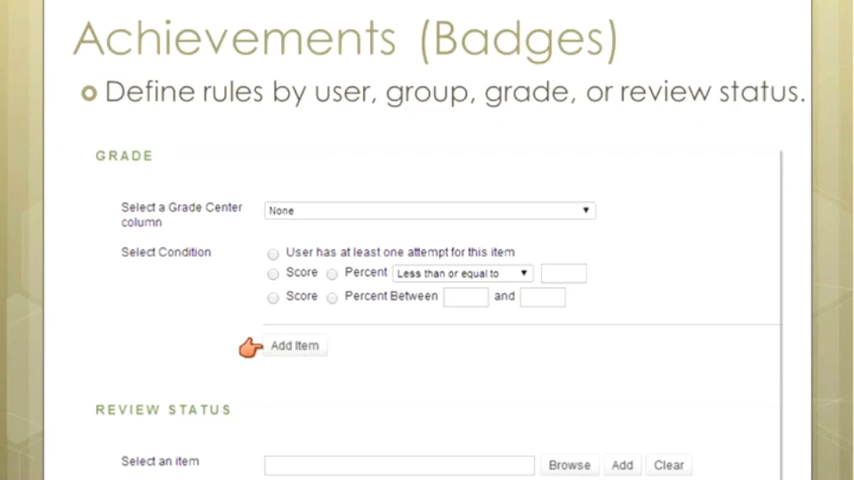 Achievements (Badges)
Define rules by user, group, grade, or review status.
GRADE
Select a Grade Center
column
None
Select Condition
User has at least one attempt for this item
Score Percent Less than or equal to
Score Percent Between and
Add Item
REVIEW STATUS
Select an item Browse Add Clear